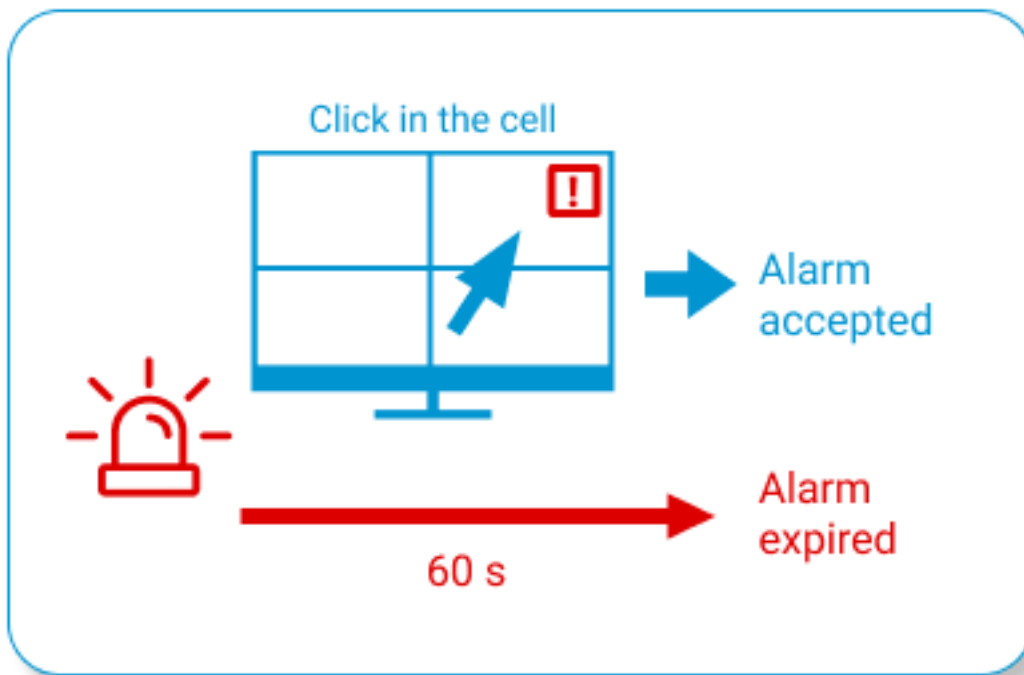 Click in the cell
!
Alarm
accepted
Alarm
expired
60 s